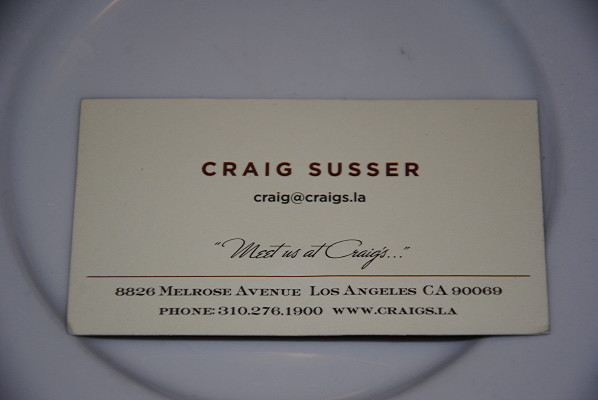 CRAIG SUSSER
craig@craigs.la
"Meet us at Craig's..."
8826 MELROSE AVENUE LOS ANGELES CA 90069
PHONE: 310.276.1900 WWW.CRAIGS.LA